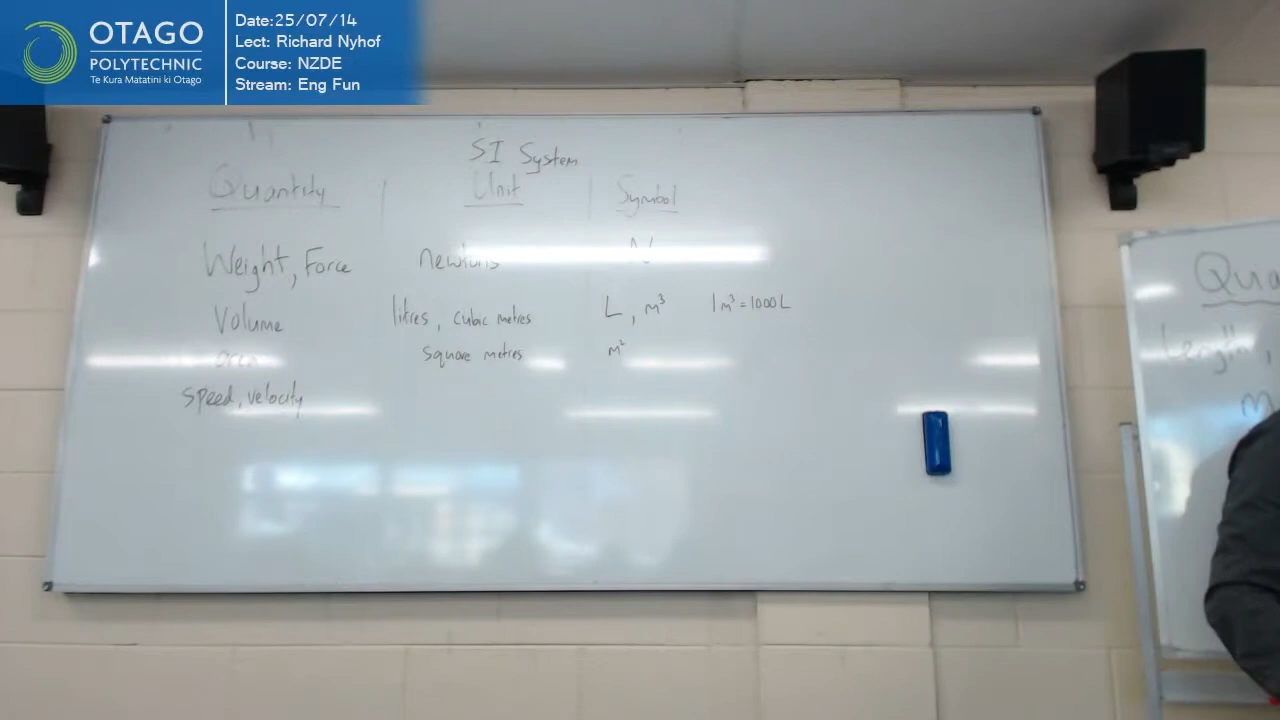 OTAGO
POLYTECHNIC
Te Kura Matatini ki Otago
Date:25/07/14
Lect: Richard Nyhof
Course: NZDE
Stream: Eng Fun
SI System
Quantity Unit Symbol
Weight, Force newtons N
Volume litres, cubic metres L, m³ 1m³ = 1000L
area square metres m²
speed, velocity
Length,